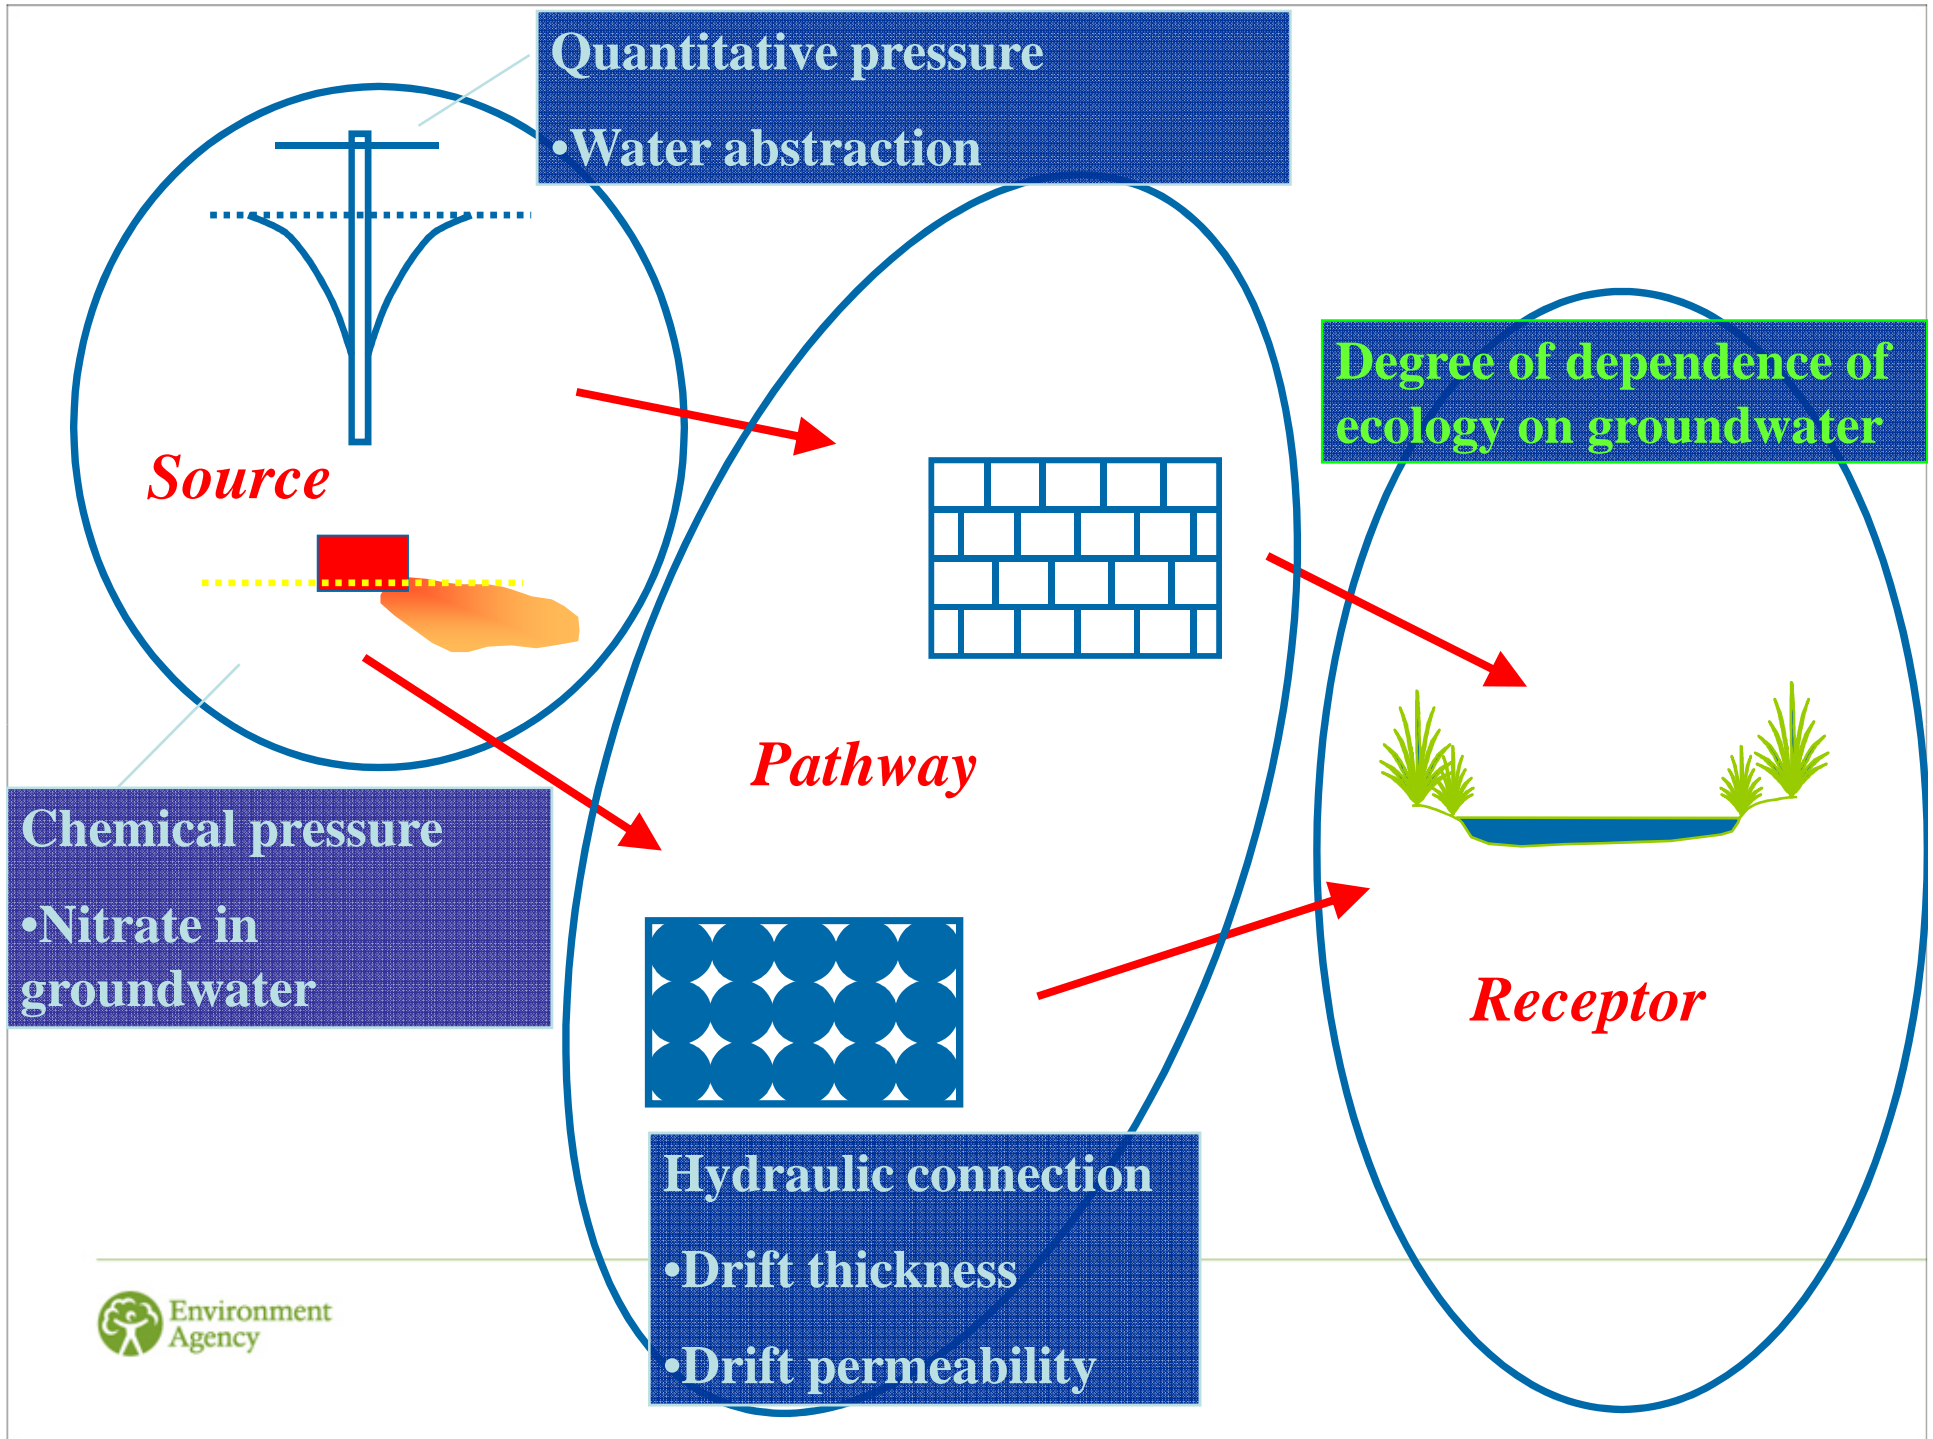 Quantitative pressure
•Water abstraction
Degree of dependence of
ecology on groundwater
Source
Pathway
Chemical pressure
•Nitrate in
groundwater
Receptor
Hydraulic connection
•Drift thickness
•Drift permeability
Environment
Agency